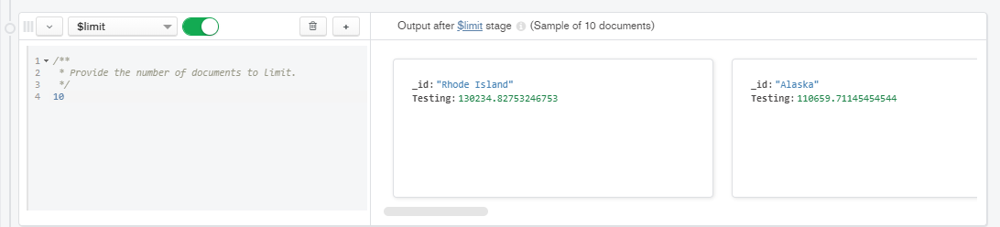 $limit
+
Output after $limit stage (Sample of 10 documents)
1 /**
2 * Provide the number of documents to limit.
3 */
4 10
_id: "Rhode Island"
Testing: 130234.82753246753
_id: "Alaska"
Testing: 110659.71145454544